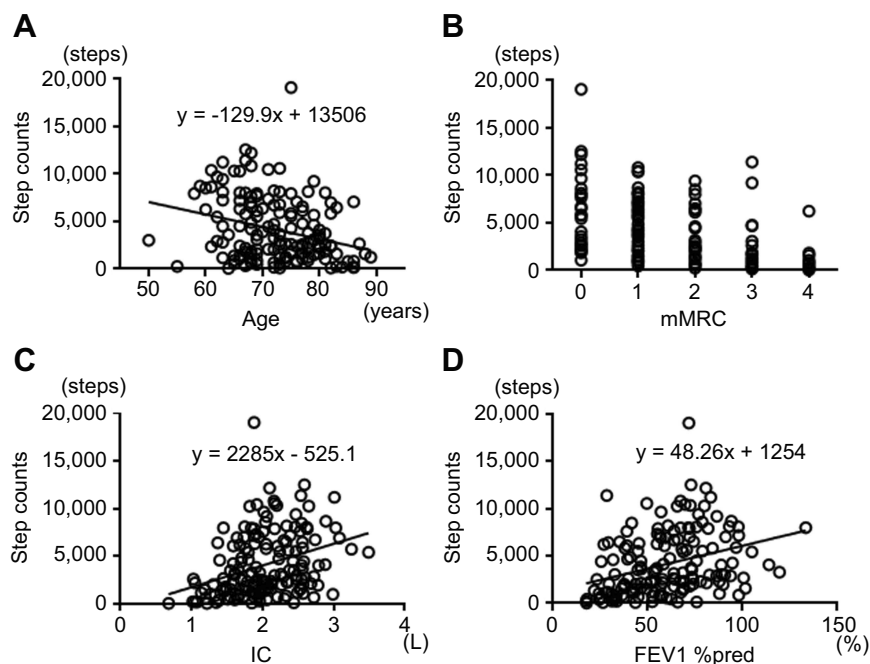 A
(steps)
20,000
y = -129.9x + 13506
15,000
10,000
5,000
0
Step counts
50 60 70 80 90
(years)
Age
B
(steps)
20,000
15,000
10,000
5,000
0
Step counts
0 1 2 3 4
mMRC
C
(steps)
20,000
y = 2285x - 525.1
15,000
10,000
5,000
0
Step counts
0 1 2 3 4
(L)
IC
D
(steps)
20,000
y = 48.26x + 1254
15,000
10,000
5,000
0
Step counts
0 50 100 150
(%)
FEV1 %pred